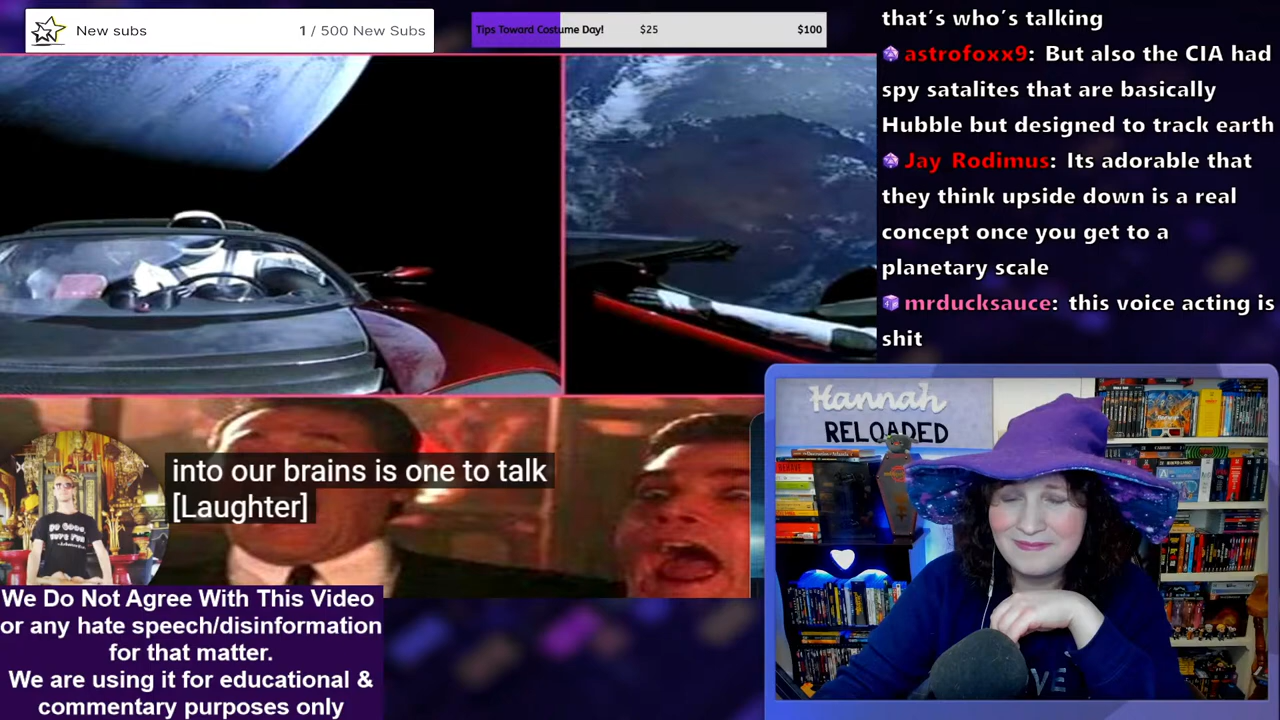 New subs
1 / 500 New Subs
Tips Toward Costume Day!
$25
$100
that's who's talking
astrofoxx9: But also the CIA had
spy satalites that are basically
Hubble but designed to track earth
Jay Rodimus: Its adorable that
they think upside down is a real
concept once you get to a
planetary scale
mrducksauce: this voice acting is
shit
into our brains is one to talk
[Laughter]
We Do Not Agree With This Video
or any hate speech/disinformation
for that matter.
We are using it for educational &
commentary purposes only
Hannah
RELOADED